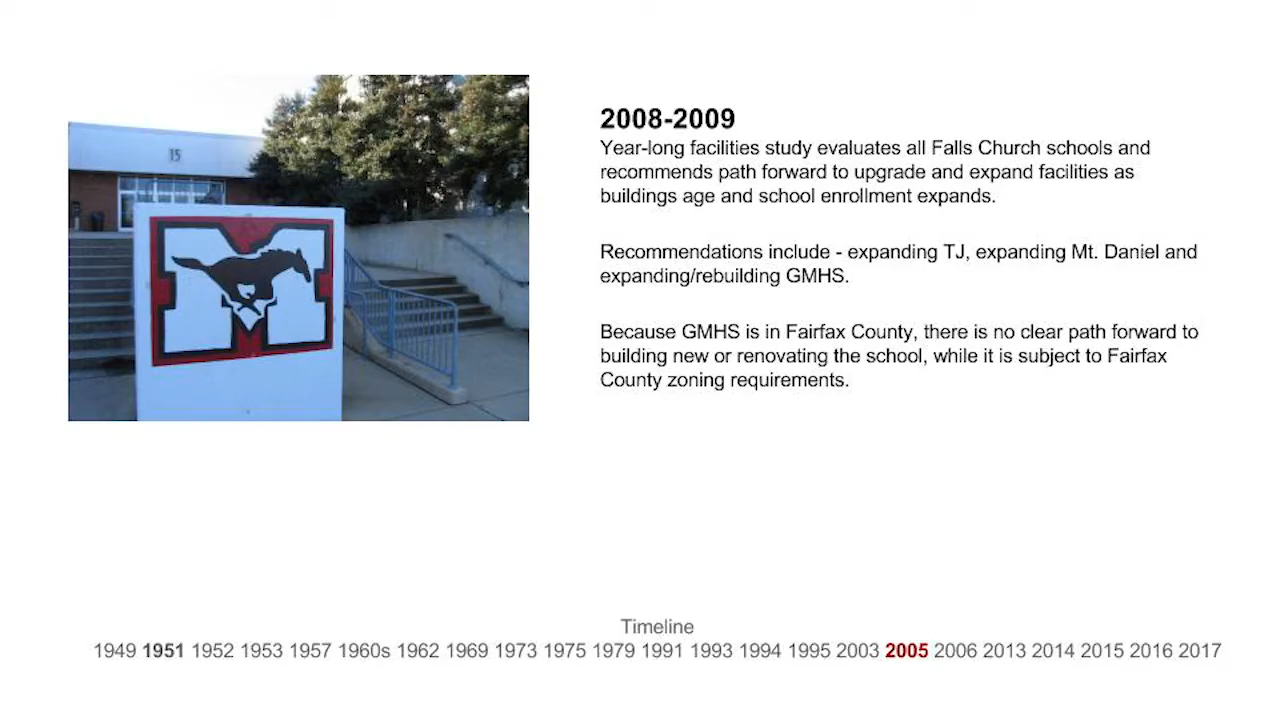 15
M
2008-2009
Year-long facilities study evaluates all Falls Church schools and
recommends path forward to upgrade and expand facilities as
buildings age and school enrollment expands.
Recommendations include - expanding TJ, expanding Mt. Daniel and
expanding/rebuilding GMHS.
Because GMHS is in Fairfax County, there is no clear path forward to
building new or renovating the school, while it is subject to Fairfax
County zoning requirements.
Timeline
1949 1951 1952 1953 1957 1960s 1962 1969 1973 1975 1979 1991 1993 1994 1995 2003 2005 2006 2013 2014 2015 2016 2017